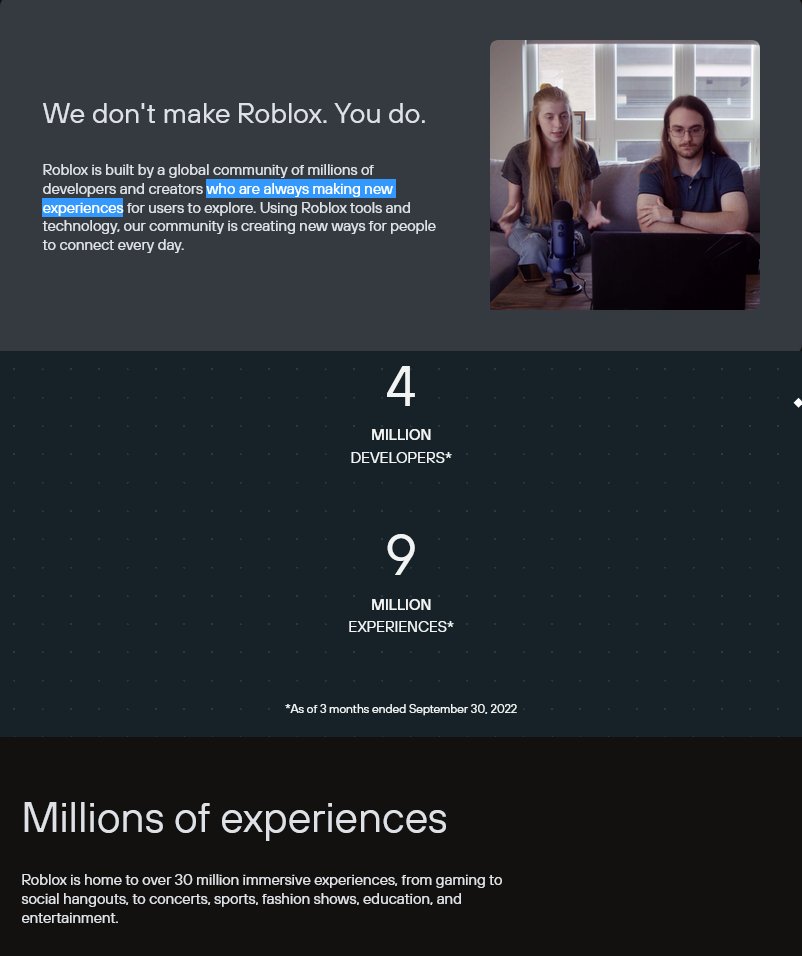 We don't make Roblox. You do.
Roblox is built by a global community of millions of
developers and creators who are always making new
experiences for users to explore. Using Roblox tools and
technology, our community is creating new ways for people
to connect every day.
4
MILLION
DEVELOPERS*
9
MILLION
EXPERIENCES*
*As of 3 months ended September 30, 2022
Millions of experiences
Roblox is home to over 30 million immersive experiences, from gaming to
social hangouts, to concerts, sports, fashion shows, education, and
entertainment.